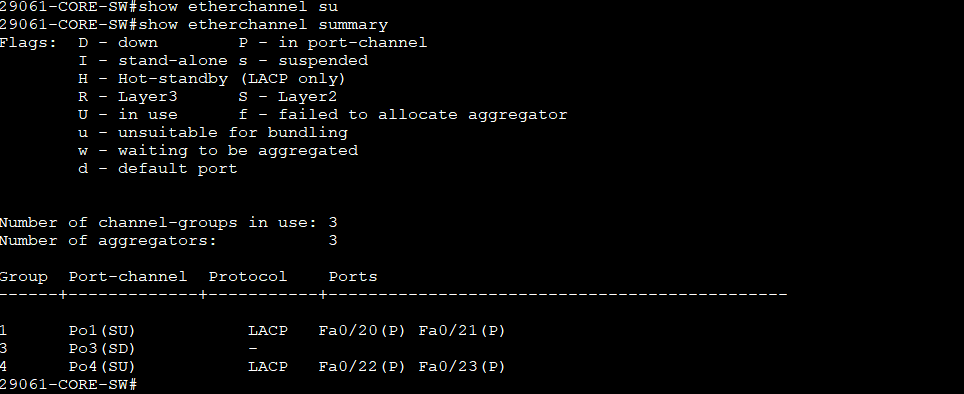 29061-CORE-SW#show etherchannel su
29061-CORE-SW#show etherchannel summary
Flags:  D - down        P - in port-channel
        I - stand-alone s - suspended
        H - Hot-standby (LACP only)
        R - Layer3      S - Layer2
        U - in use      f - failed to allocate aggregator
        u - unsuitable for bundling
        w - waiting to be aggregated
        d - default port
Number of channel-groups in use: 3
Number of aggregators:           3
Group  Port-channel  Protocol    Ports
------+-------------+-----------+-----------------------------------------------
1      Po1(SU)           LACP   Fa0/20(P) Fa0/21(P)
3      Po3(SD)           -
4      Po4(SU)           LACP   Fa0/22(P) Fa0/23(P)
29061-CORE-SW#